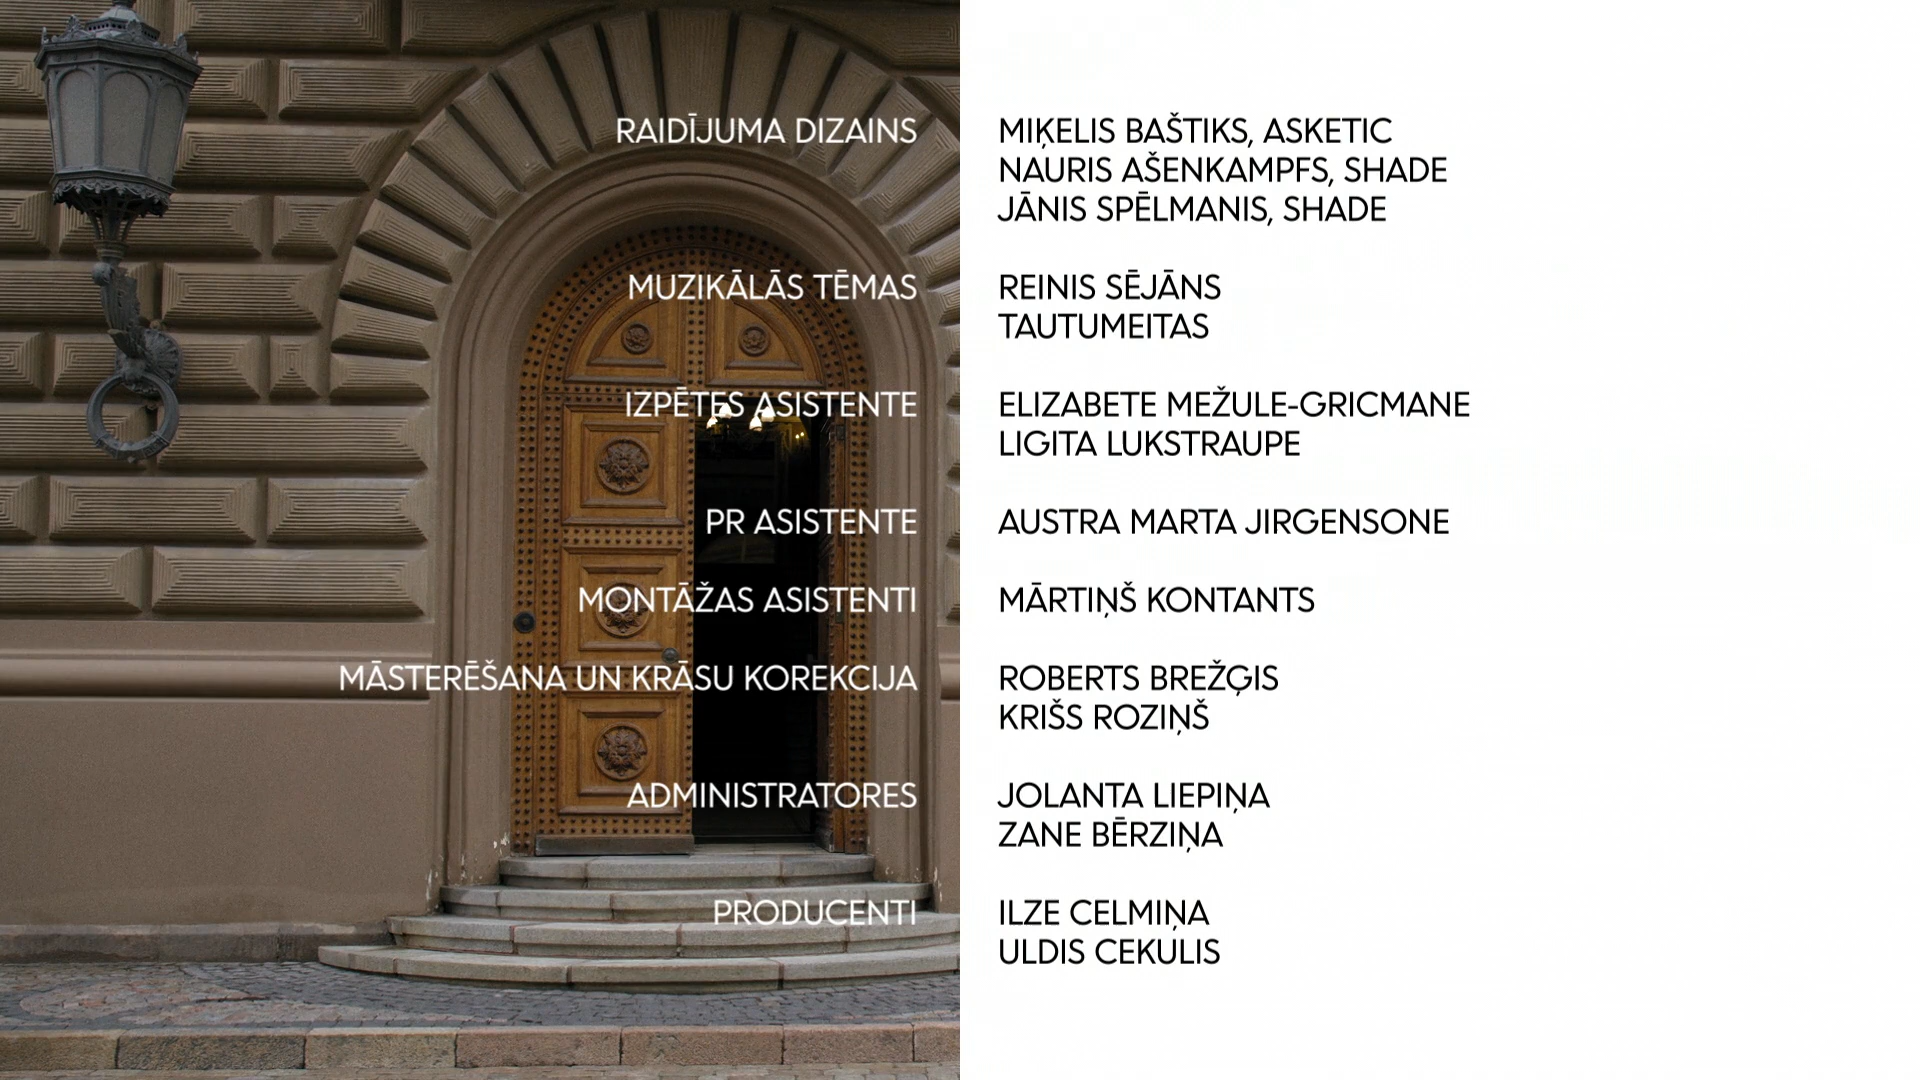 RAIDĪJUMA DIZAINS
MIĶELIS BAŠTIKS, ASKETIC
NAURIS AŠENKAMPFS, SHADE
JĀNIS SPĒLMANIS, SHADE
MUZIKĀLĀS TĒMAS
REINIS SĒJĀNS
TAUTUMEITAS
IZPĒTES ASISTENTE
ELIZABETE MEŽULE-GRICMANE
LIGITA LUKSTRAUPE
PR ASISTENTE
AUSTRA MARTA JIRGENSONE
MONTĀŽAS ASISTENTI
MĀRTIŅŠ KONTANTS
MĀSTERĒŠANA UN KRĀSU KOREKCIJA
ROBERTS BREŽĢIS
KRIŠS ROZIŅŠ
ADMINISTRATORES
JOLANTA LIEPIŅA
ZANE BĒRZIŅA
PRODUCENTI
ILZE CELMIŅA
ULDIS CEKULIS